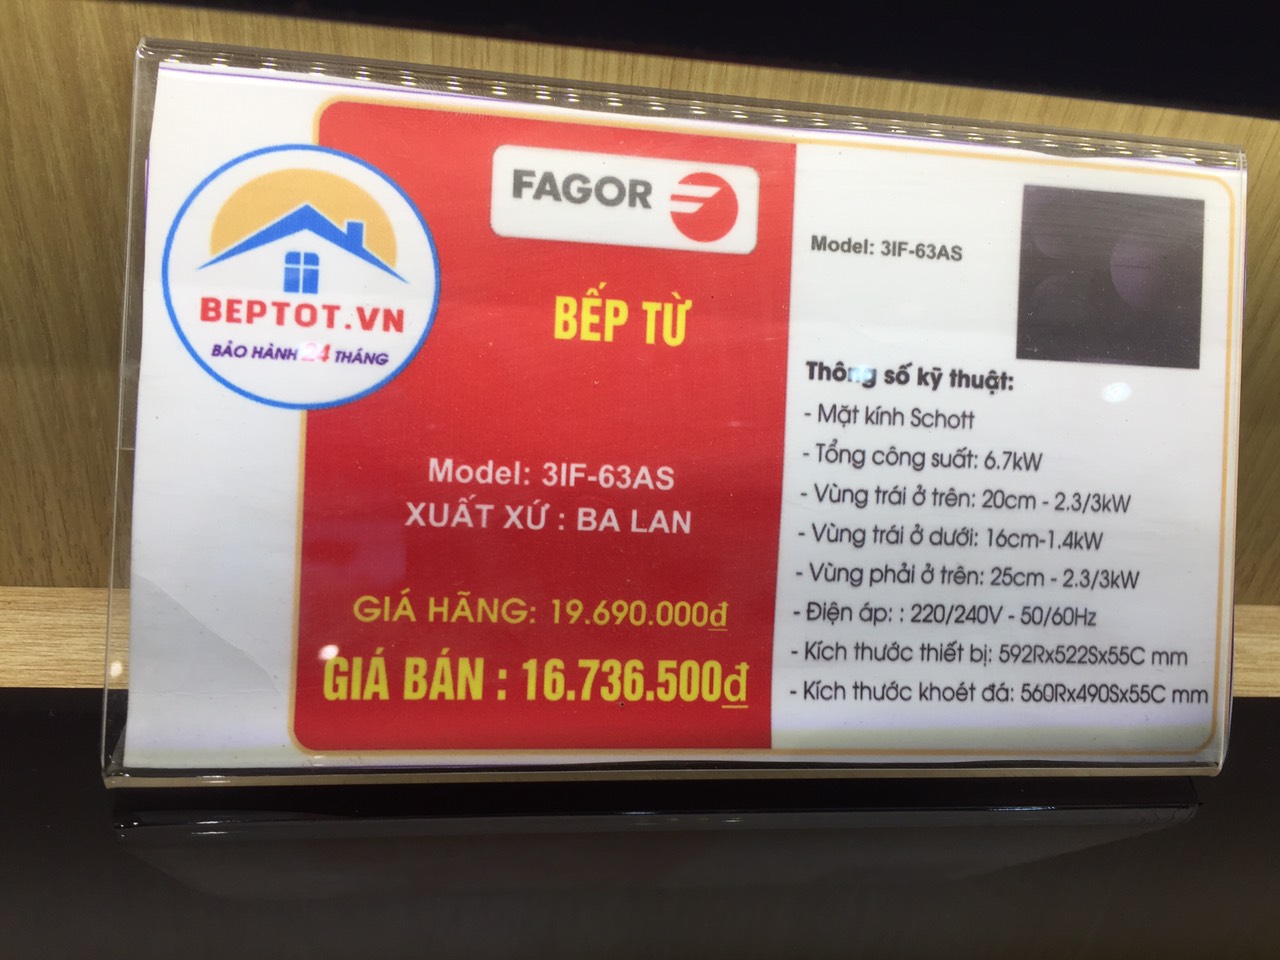 BEPTOT.VN
BẢO HÀNH 24 THÁNG
FAGOR
BẾP TỪ
Model: 3IF-63AS
XUẤT XỨ : BA LAN
GIÁ HÃNG: 19.690.000đ
GIÁ BÁN : 16.736.500đ
Model: 3IF-63AS
Thông số kỹ thuật:
- Mặt kính Schott
- Tổng công suất: 6.7kW
- Vùng trái ở trên: 20cm - 2.3/3kW
- Vùng trái ở dưới: 16cm-1.4kW
- Vùng phải ở trên: 25cm - 2.3/3kW
- Điện áp: : 220/240V - 50/60Hz
- Kích thước thiết bị: 592Rx522Sx55C mm
- Kích thước khoét đá: 560Rx490Sx55C mm